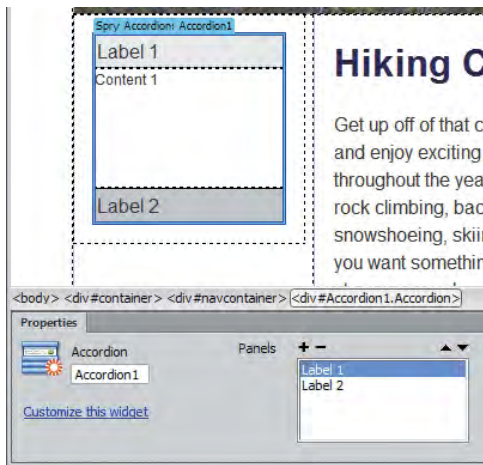 Spry Accordion: Accordion1
Label 1
Content 1
Label 2
Hiking C
Get up off of that c
and enjoy exciting
throughout the yea
rock climbing, bac
snowshoeing, skiin
you want somethin
<body> <div#container> <div#navcontainer> <div#Accordion1.Accordion>
Properties
Accordion
Accordion1
Customize this widget
Panels
Label 1
Label 2